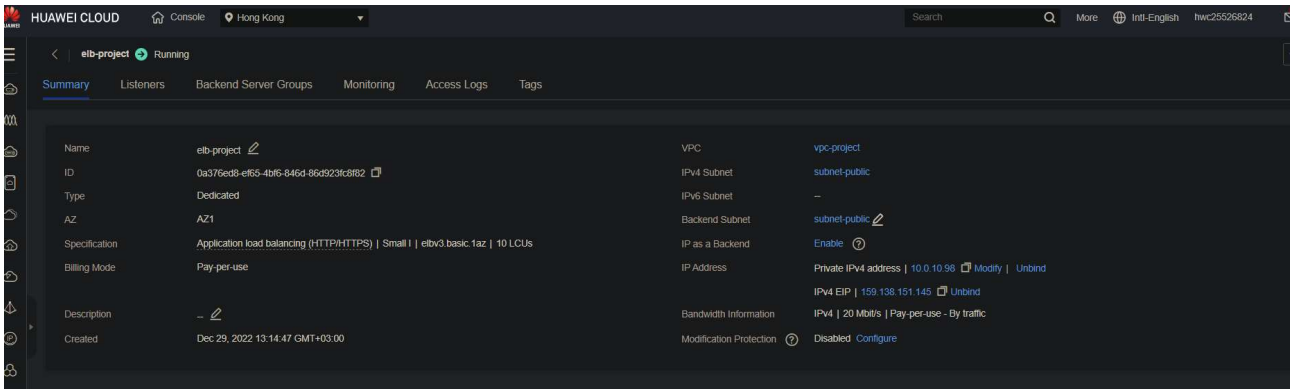 HUAWEI CLOUD Console Hong Kong Search More Intl-English hwc25526824
elb-project Running
Summary Listeners Backend Server Groups Monitoring Access Logs Tags
Name elb-project
ID 0a376ed8-ef65-4bf6-846d-86d923fc8f82
Type Dedicated
AZ AZ1
Specification Application load balancing (HTTP/HTTPS) | Small I | elbv3.basic.1az | 10 LCUs
Billing Mode Pay-per-use
Description --
Created Dec 29, 2022 13:14:47 GMT+03:00
VPC vpc-project
IPv4 Subnet subnet-public
IPv6 Subnet --
Backend Subnet subnet-public
IP as a Backend Enable
IP Address Private IPv4 address | 10.0.10.98 Modify | Unbind
IPv4 EIP | 159.138.151.145 Unbind
Bandwidth Information IPv4 | 20 Mbit/s | Pay-per-use - By traffic
Modification Protection Disabled Configure